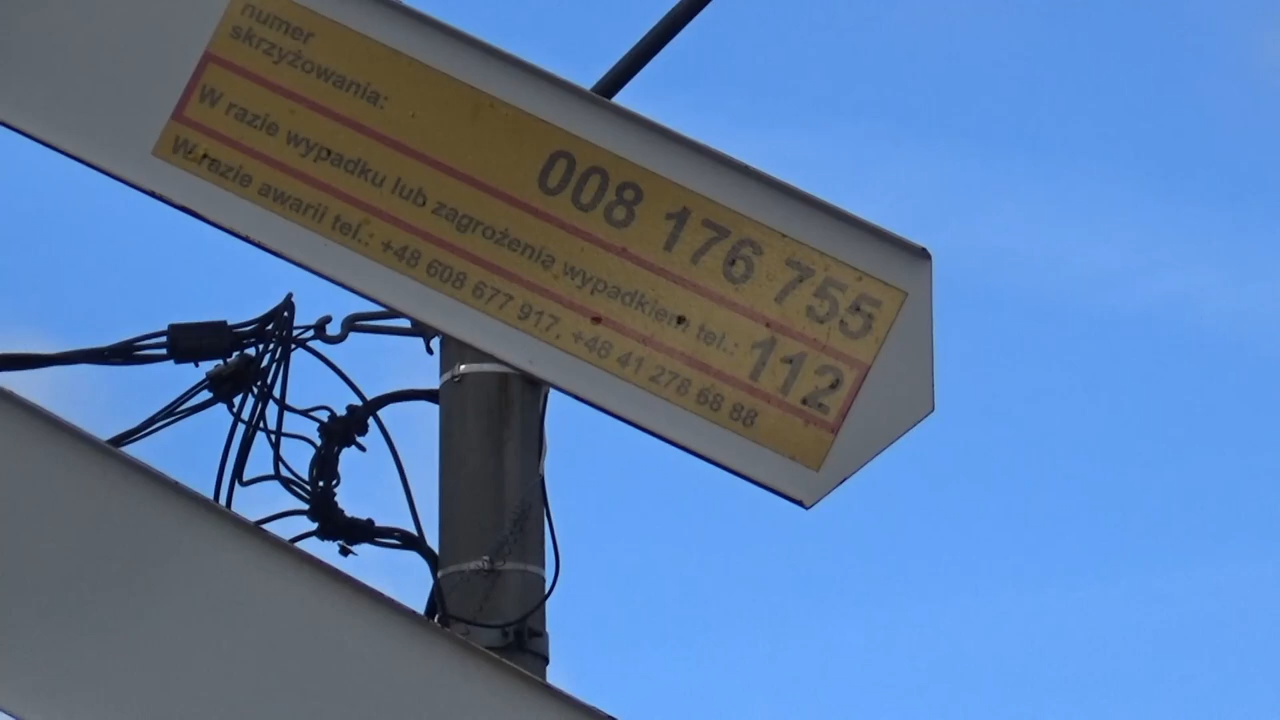 numer
skrzyżowania:
008 176 755
W razie wypadku lub zagrożenia wypadkiem tel.: 112
W razie awarii tel.: +48 608 677 917, +48 41 278 68 88